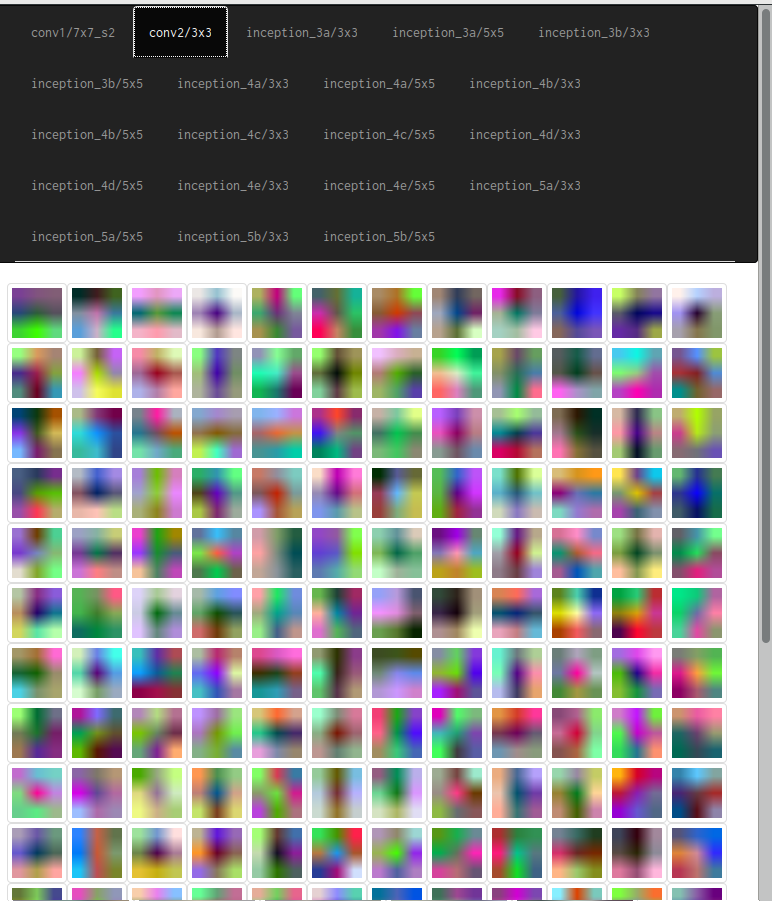 conv1/7x7_s2 conv2/3x3 inception_3a/3x3 inception_3a/5x5 inception_3b/3x3
inception_3b/5x5 inception_4a/3x3 inception_4a/5x5 inception_4b/3x3
inception_4b/5x5 inception_4c/3x3 inception_4c/5x5 inception_4d/3x3
inception_4d/5x5 inception_4e/3x3 inception_4e/5x5 inception_5a/3x3
inception_5a/5x5 inception_5b/3x3 inception_5b/5x5